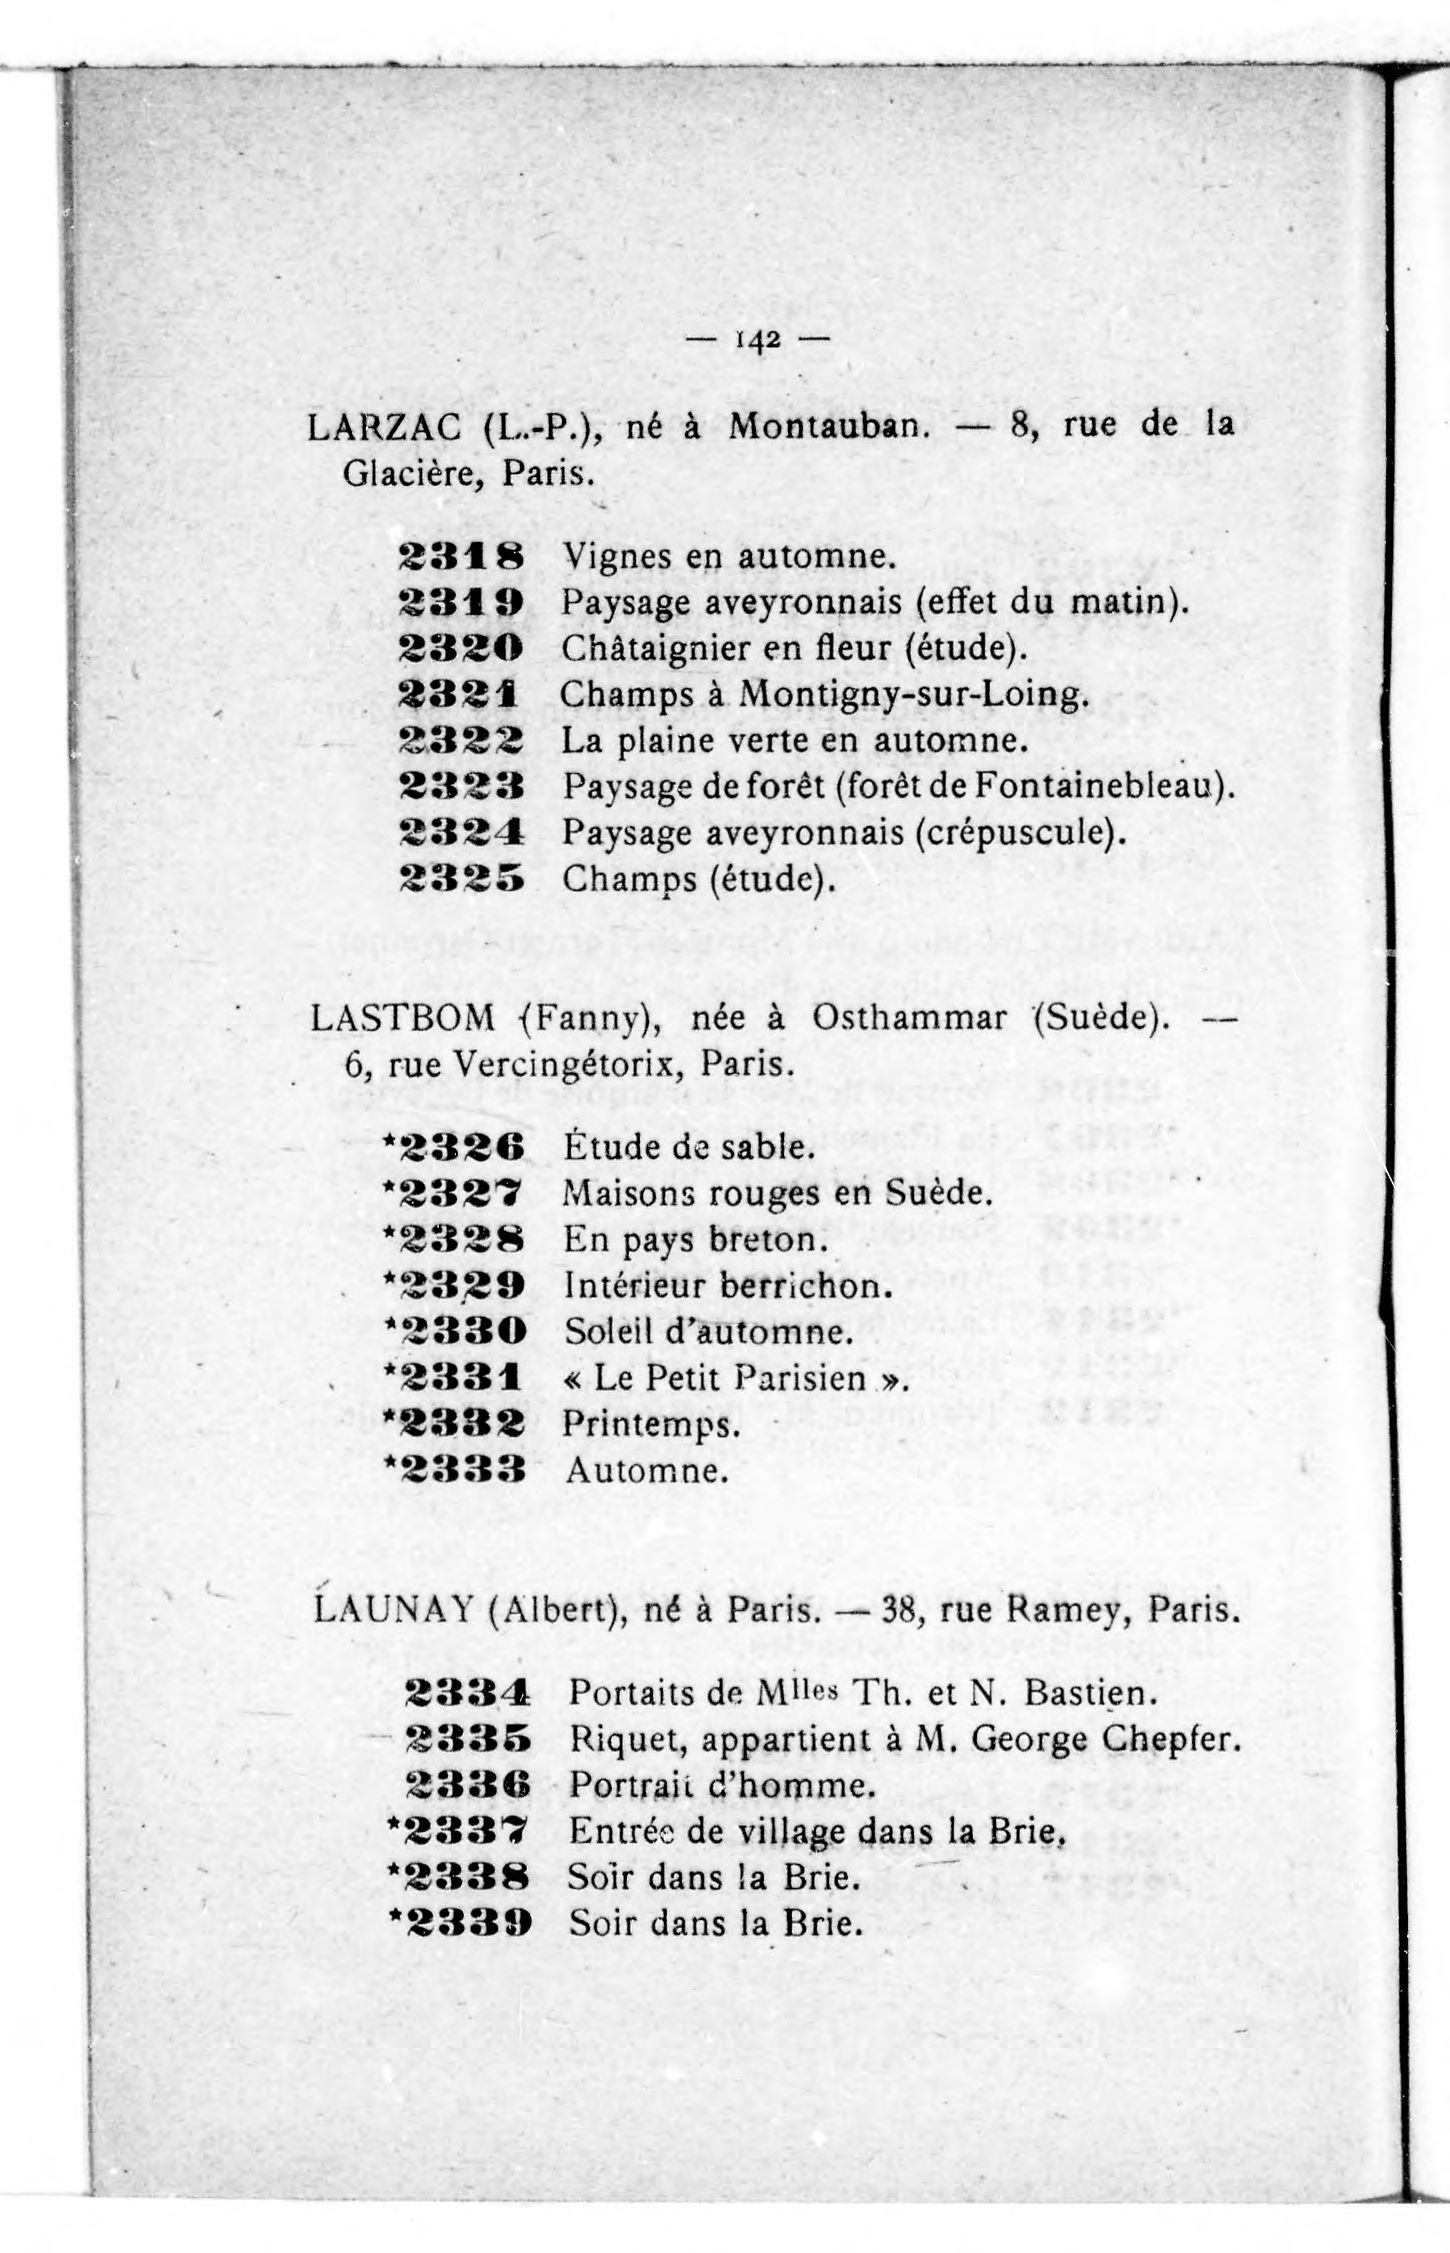 — 142 —
LARZAC (L.-P.), né à Montauban. — 8, rue de la
Glacière, Paris.
2318 Vignes en automne.
2319 Paysage aveyronnais (effet du matin).
2320 Châtaignier en fleur (étude).
2321 Champs à Montigny-sur-Loing.
2322 La plaine verte en automne.
2323 Paysage de forêt (forêt de Fontainebleau).
2324 Paysage aveyronnais (crépuscule).
2325 Champs (étude).
LASTBOM (Fanny), née à Osthammar (Suède). —
6, rue Vercingétorix, Paris.
*2326 Étude de sable.
*2327 Maisons rouges en Suède.
*2328 En pays breton.
*2329 Intérieur berrichon.
*2330 Soleil d'automne.
*2331 « Le Petit Parisien ».
*2332 Printemps.
*2333 Automne.
LAUNAY (Albert), né à Paris. — 38, rue Ramey, Paris.
2334 Portaits de Mlles Th. et N. Bastien.
2335 Riquet, appartient à M. George Chepfer.
2336 Portrait d'homme.
*2337 Entrée de village dans la Brie.
*2338 Soir dans la Brie.
*2339 Soir dans la Brie.